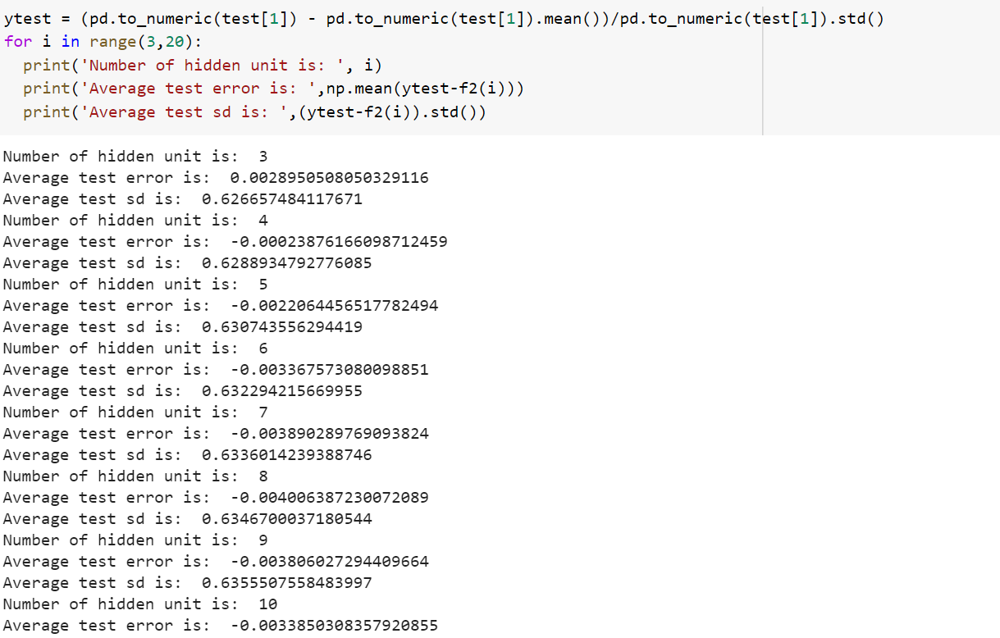 ytest = (pd.to_numeric(test[1]) - pd.to_numeric(test[1]).mean())/pd.to_numeric(test[1]).std()
for i in range(3,20):
  print('Number of hidden unit is: ', i)
  print('Average test error is: ',np.mean(ytest-f2(i)))
  print('Average test sd is: ',(ytest-f2(i)).std())
Number of hidden unit is:  3
Average test error is:  0.0028950508050329116
Average test sd is:  0.626657484117671
Number of hidden unit is:  4
Average test error is:  -0.00023876166098712459
Average test sd is:  0.6288934792776085
Number of hidden unit is:  5
Average test error is:  -0.0022064456517782494
Average test sd is:  0.630743556294419
Number of hidden unit is:  6
Average test error is:  -0.003367573080098851
Average test sd is:  0.632294215669955
Number of hidden unit is:  7
Average test error is:  -0.003890289769093824
Average test sd is:  0.6336014239388746
Number of hidden unit is:  8
Average test error is:  -0.004006387230072089
Average test sd is:  0.6346700037180544
Number of hidden unit is:  9
Average test error is:  -0.003806027294409664
Average test sd is:  0.6355507558483997
Number of hidden unit is:  10
Average test error is:  -0.0033850308357920855